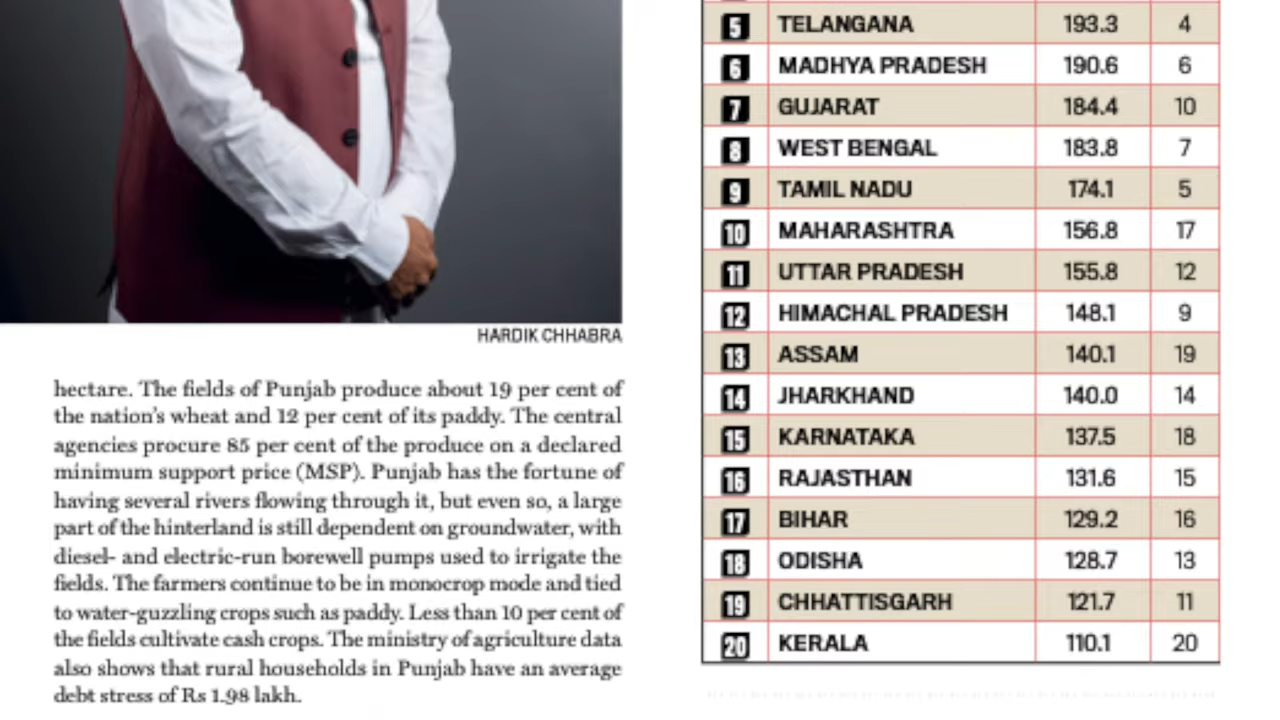 HARDIK CHHABRA
hectare. The fields of Punjab produce about 19 per cent of
the nation's wheat and 12 per cent of its paddy. The central
agencies procure 85 per cent of the produce on a declared
minimum support price (MSP). Punjab has the fortune of
having several rivers flowing through it, but even so, a large
part of the hinterland is still dependent on groundwater, with
diesel- and electric-run borewell pumps used to irrigate the
fields. The farmers continue to be in monocrop mode and tied
to water-guzzling crops such as paddy. Less than 10 per cent of
the fields cultivate cash crops. The ministry of agriculture data
also shows that rural households in Punjab have an average
debt stress of Rs 1.98 lakh.
5 TELANGANA 193.3 4
6 MADHYA PRADESH 190.6 6
7 GUJARAT 184.4 10
8 WEST BENGAL 183.8 7
9 TAMIL NADU 174.1 5
10 MAHARASHTRA 156.8 17
11 UTTAR PRADESH 155.8 12
12 HIMACHAL PRADESH 148.1 9
13 ASSAM 140.1 19
14 JHARKHAND 140.0 14
15 KARNATAKA 137.5 18
16 RAJASTHAN 131.6 15
17 BIHAR 129.2 16
18 ODISHA 128.7 13
19 CHHATTISGARH 121.7 11
20 KERALA 110.1 20